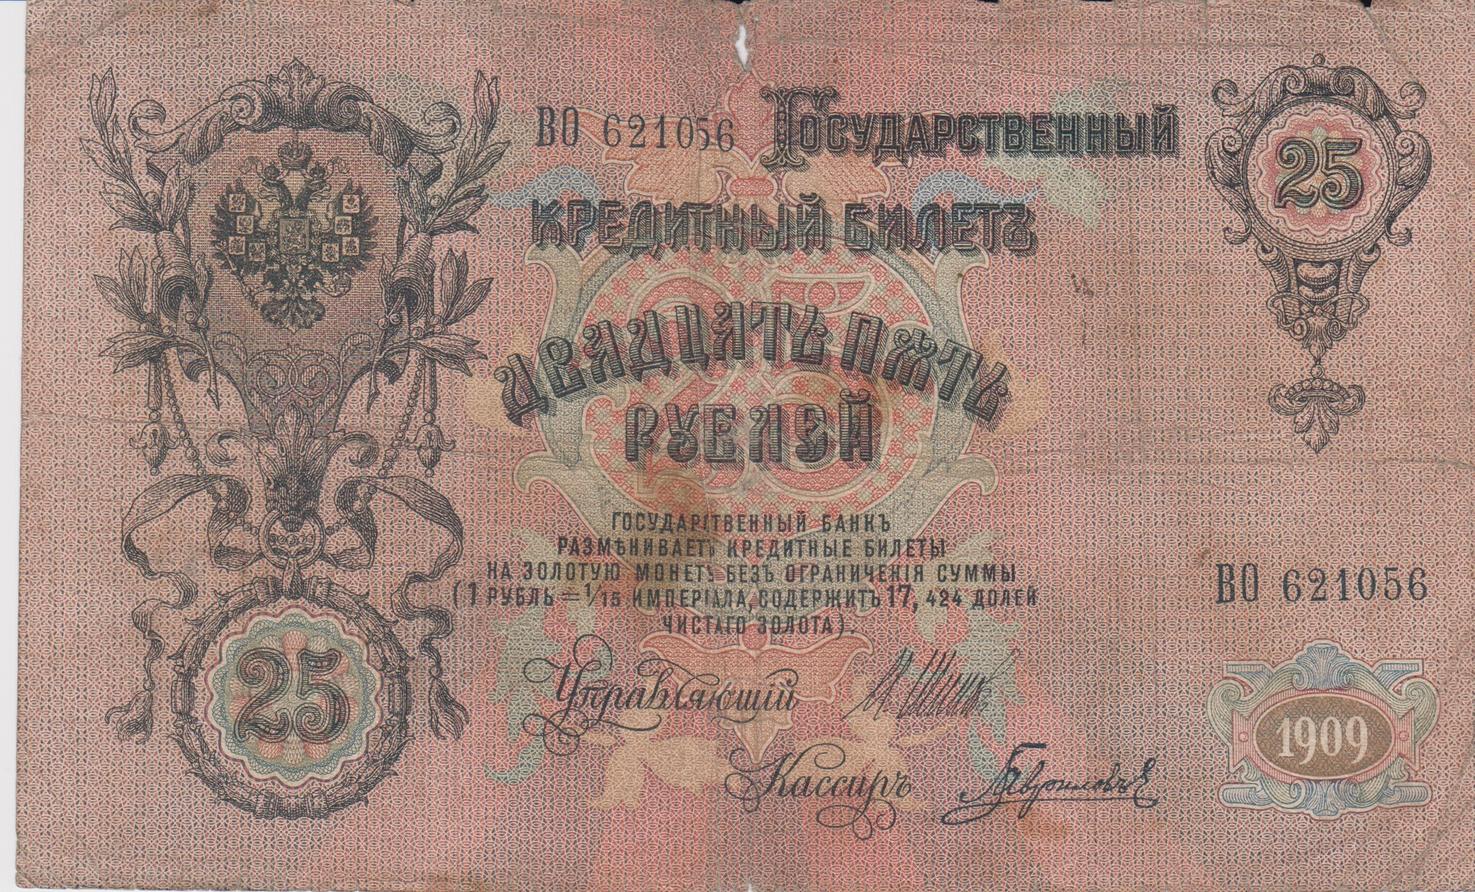 ВО 621056 ГОСУДАРСТВЕННЫЙ
КРЕДИТНЫЙ БИЛЕТЪ
25
ДВАДЦАТЬ ПЯТЬ
РУБЛЕЙ
25
ГОСУДАРСТВЕННЫЙ БАНКЪ
РАЗМѢНИВАЕТЪ КРЕДИТНЫЕ БИЛЕТЫ
НА ЗОЛОТУЮ МОНЕТУ БЕЗЪ ОГРАНИЧЕНІЯ СУММЫ
(1 РУБЛЬ = 1/15 ИМПЕРІАЛА, СОДЕРЖИТЪ 17,424 ДОЛЕЙ
ЧИСТАГО ЗОЛОТА).
ВО 621056
Управляющій
25
1909
Кассиръ